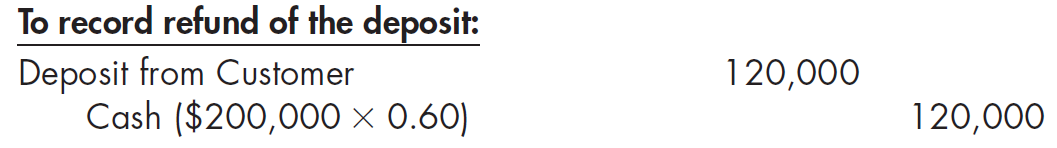 To record refund of the deposit:
Deposit from Customer 120,000
Cash ($200,000 × 0.60) 120,000